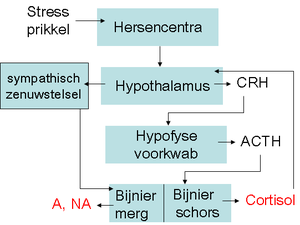 Stress
prikkel
Hersencentra
sympathisch
zenuwstelsel
Hypothalamus
CRH
Hypofyse
voorkwab
ACTH
A, NA
Bijnier
merg
Bijnier
schors
Cortisol